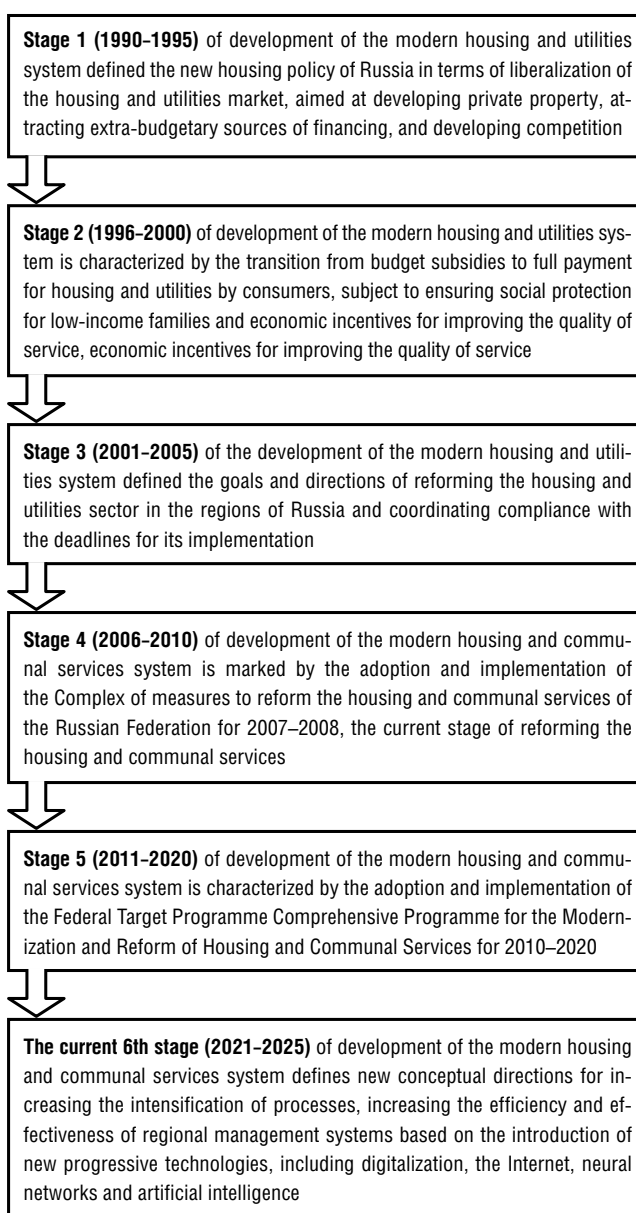 Stage 1 (1990–1995) of development of the modern housing and utilities
system defined the new housing policy of Russia in terms of liberalization of
the housing and utilities market, aimed at developing private property, at-
tracting extra-budgetary sources of financing, and developing competition
Stage 2 (1996–2000) of development of the modern housing and utilities sys-
tem is characterized by the transition from budget subsidies to full payment
for housing and utilities by consumers, subject to ensuring social protection
for low-income families and economic incentives for improving the quality of
service, economic incentives for improving the quality of service
Stage 3 (2001–2005) of the development of the modern housing and utili-
ties system defined the goals and directions of reforming the housing and
utilities sector in the regions of Russia and coordinating compliance with
the deadlines for its implementation
Stage 4 (2006–2010) of development of the modern housing and commu-
nal services system is marked by the adoption and implementation of
the Complex of measures to reform the housing and communal services of
the Russian Federation for 2007–2008, the current stage of reforming the
housing and communal services
Stage 5 (2011–2020) of development of the modern housing and commu-
nal services system is characterized by the adoption and implementation of
the Federal Target Programme Comprehensive Programme for the Modern-
ization and Reform of Housing and Communal Services for 2010–2020
The current 6th stage (2021–2025) of development of the modern housing
and communal services system defines new conceptual directions for in-
creasing the intensification of processes, increasing the efficiency and ef-
fectiveness of regional management systems based on the introduction of
new progressive technologies, including digitalization, the Internet, neural
networks and artificial intelligence